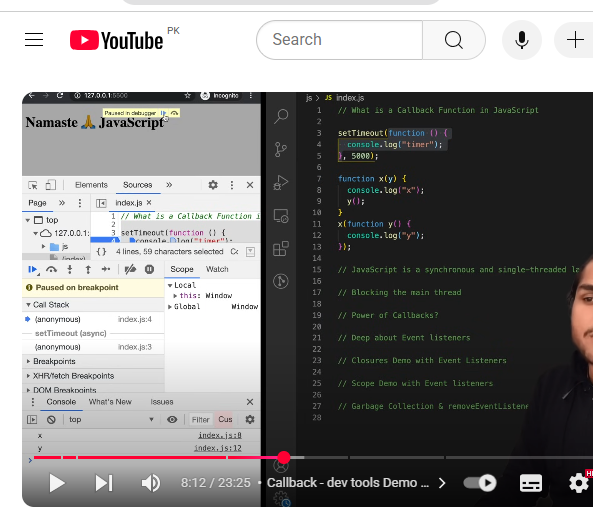 YouTube PK
Search
127.0.0.1:5500
Incognito
Paused in debugger
Namaste 🙏 JavaScript
Elements Sources »
Page » index.js ×
top
127.0.0.1:
js
(index)
1 // What is a Callback Function i
2
3 setTimeout(function () {
console.log("timer");
{} 4 lines, 59 characters selected Co
Scope Watch
Paused on breakpoint
Call Stack
(anonymous) index.js:4
setTimeout (async)
(anonymous) index.js:3
Breakpoints
XHR/fetch Breakpoints
DOM Breakpoints
Local
this: Window
Global Window
Console What's New Issues
top Filter Cus
x index.js:8
y index.js:12
js > JS index.js
1 // What is a Callback Function in JavaScript
2
3 setTimeout(function () {
4 console.log("timer");
5 }, 5000);
6
7 function x(y) {
8 console.log("x");
9 y();
10 }
11 x(function y() {
12 console.log("y");
13 });
14
15 // JavaScript is a synchronous and single-threaded la
16
17 // Blocking the main thread
18
19 // Power of Callbacks?
20
21 // Deep about Event listeners
22
23 // Closures Demo with Event Listeners
24
25 // Scope Demo with Event listeners
26
27 // Garbage Collection & removeEventListener
28
8:12 / 23:25 • Callback - dev tools Demo ...